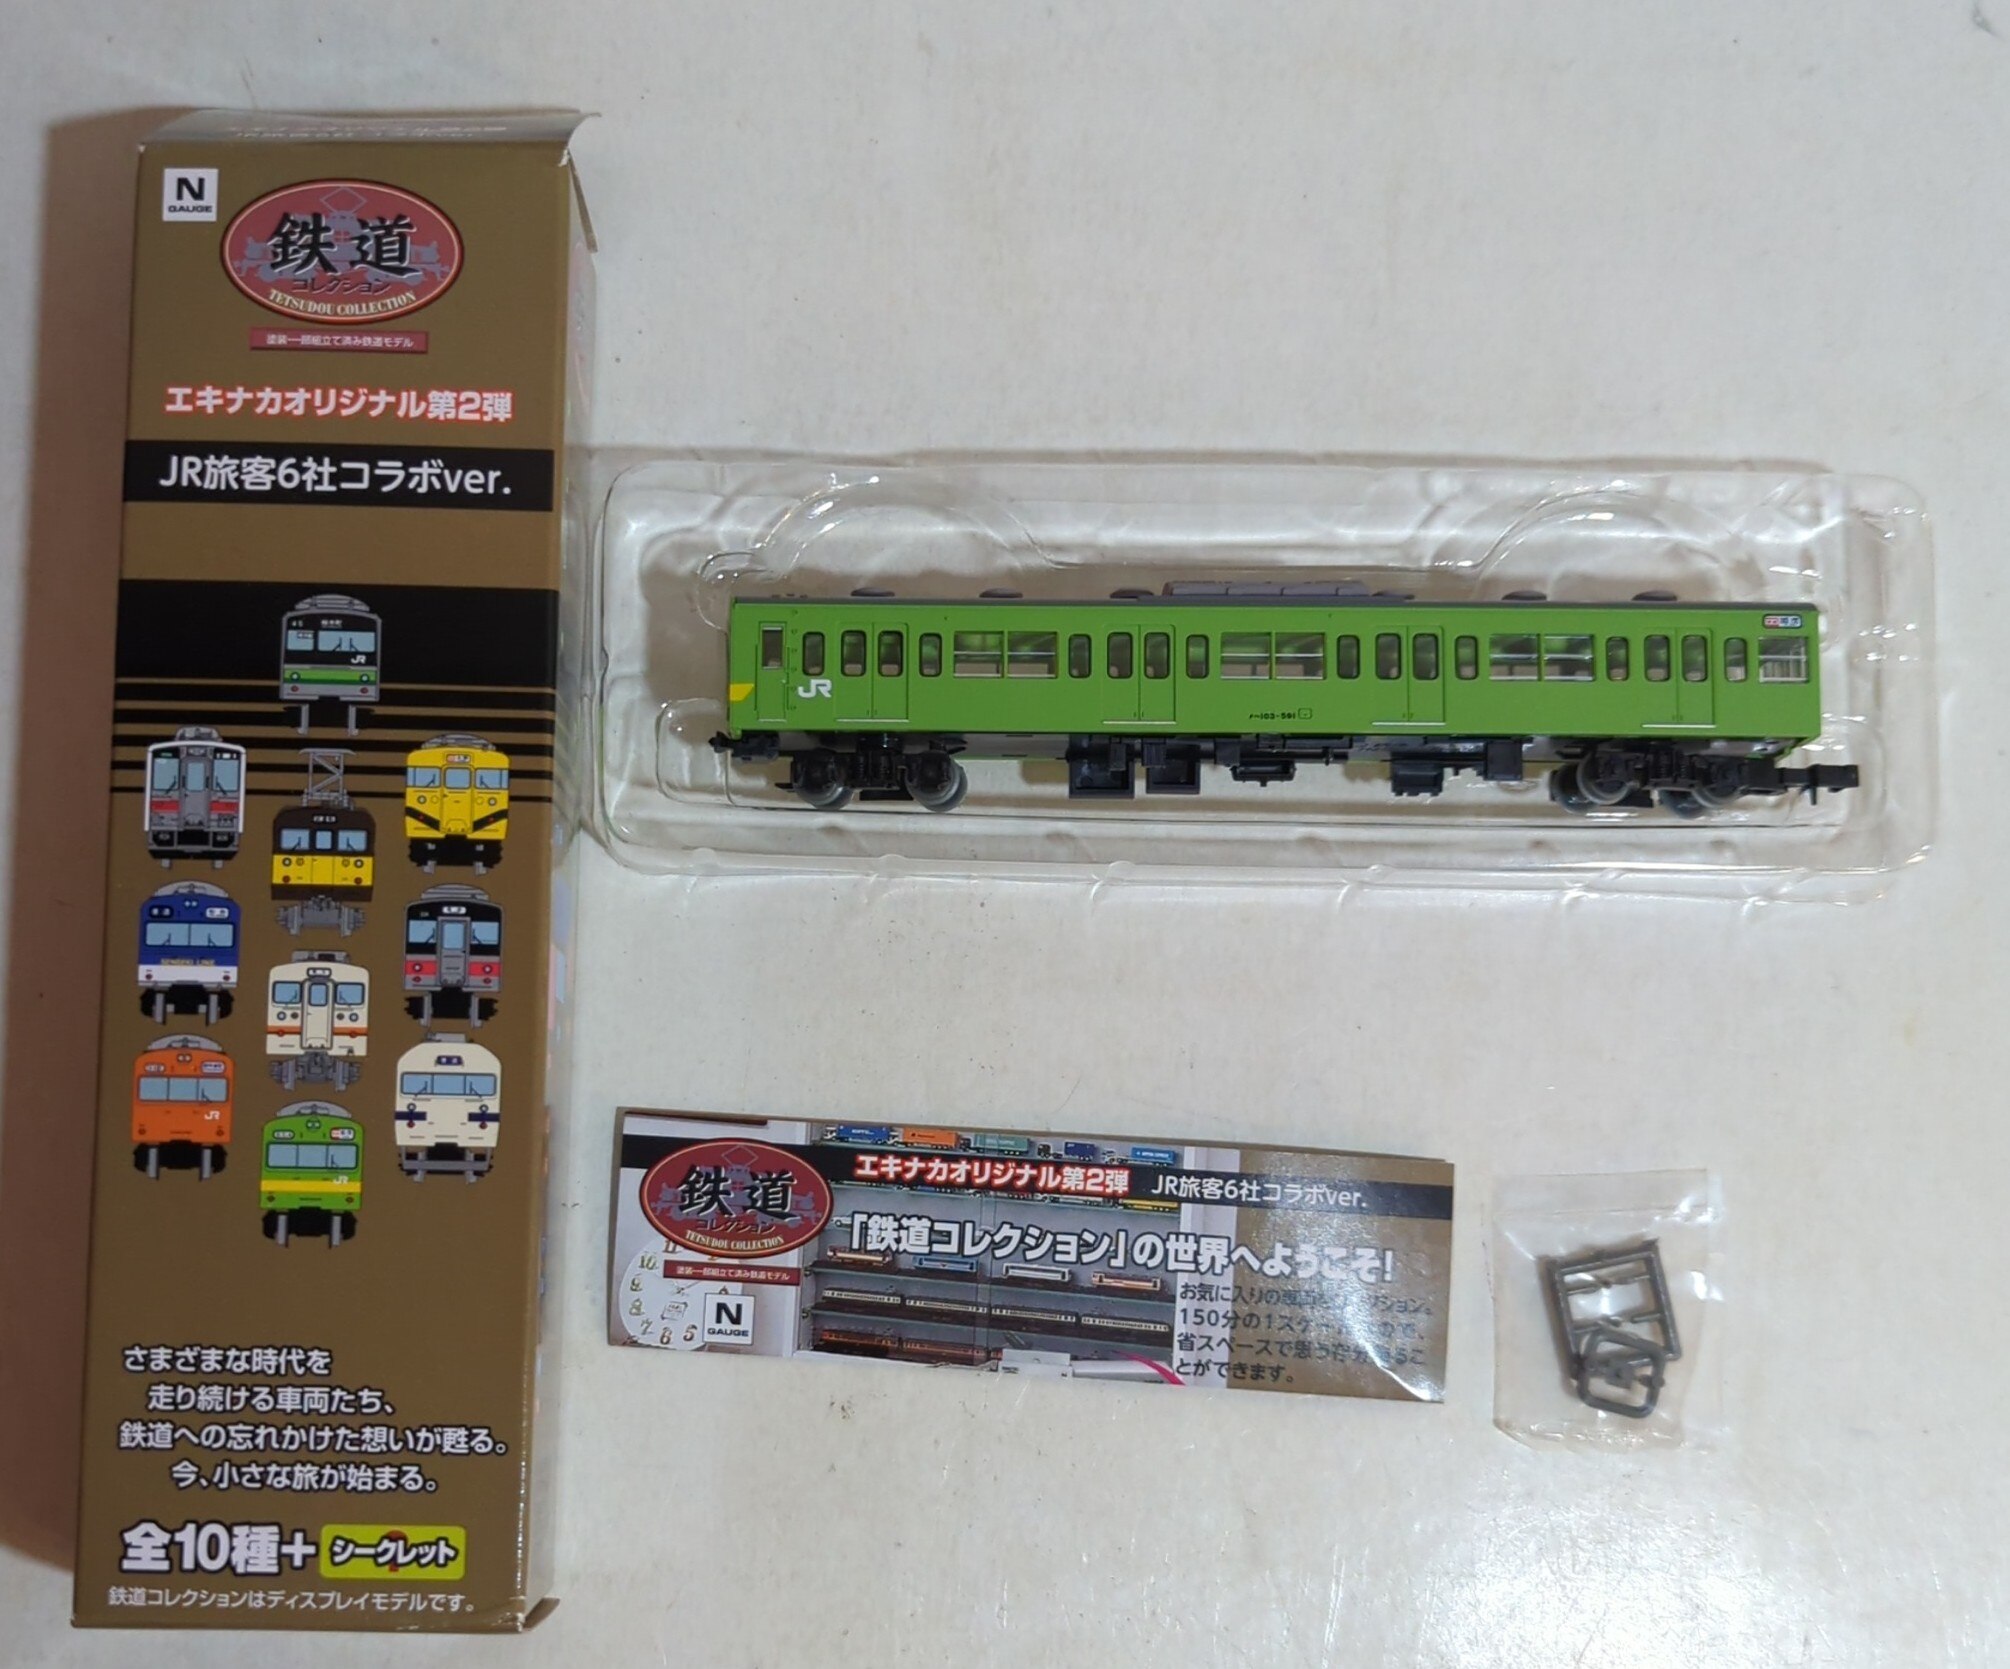 N
GAUGE
鉄道
コレクション
TETSUDOU COLLECTION
塗装一部組立て済み鉄道モデル
エキナカオリジナル第2弾
JR旅客6社コラボver.
JR
JR
JR
さまざまな時代を
走り続ける車両たち、
鉄道への忘れかけた想いが甦る。
今、小さな旅が始まる。
全10種+シークレット
鉄道コレクションはディスプレイモデルです。
JR
鉄道
コレクション
TETSUDOU COLLECTION
塗装一部組立て済み鉄道モデル
N
GAUGE
エキナカオリジナル第2弾 JR旅客6社コラボver.
「鉄道コレクション」の世界へようこそ!
お気に入りの
150分の1ス
省スペースで思う
とができます。